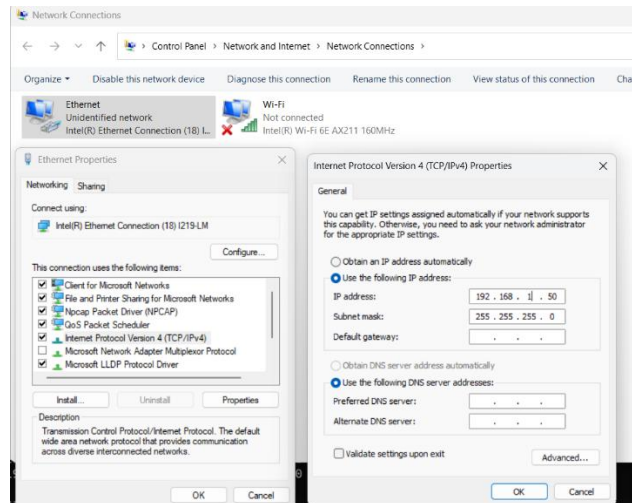 Network Connections
Control Panel > Network and Internet > Network Connections >
Organize Disable this network device Diagnose this connection Rename this connection View status of this connection Cha
Ethernet
Unidentified network
Intel(R) Ethernet Connection (18) I...
Wi-Fi
Not connected
Intel(R) Wi-Fi 6E AX211 160MHz
Ethernet Properties
Networking Sharing
Connect using:
Intel(R) Ethernet Connection (18) I219-LM
Configure...
This connection uses the following items:
Client for Microsoft Networks
File and Printer Sharing for Microsoft Networks
Npcap Packet Driver (NPCAP)
QoS Packet Scheduler
Internet Protocol Version 4 (TCP/IPv4)
Microsoft Network Adapter Multiplexor Protocol
Microsoft LLDP Protocol Driver
Install... Uninstall Properties
Description
Transmission Control Protocol/Internet Protocol. The default
wide area network protocol that provides communication
across diverse interconnected networks.
OK Cancel
Internet Protocol Version 4 (TCP/IPv4) Properties
General
You can get IP settings assigned automatically if your network supports
this capability. Otherwise, you need to ask your network administrator
for the appropriate IP settings.
Obtain an IP address automatically
Use the following IP address:
IP address: 192 . 168 . 1 . 50
Subnet mask: 255 . 255 . 255 . 0
Default gateway: . . .
Obtain DNS server address automatically
Use the following DNS server addresses:
Preferred DNS server: . . .
Alternate DNS server: . . .
Validate settings upon exit
Advanced...
OK Cancel